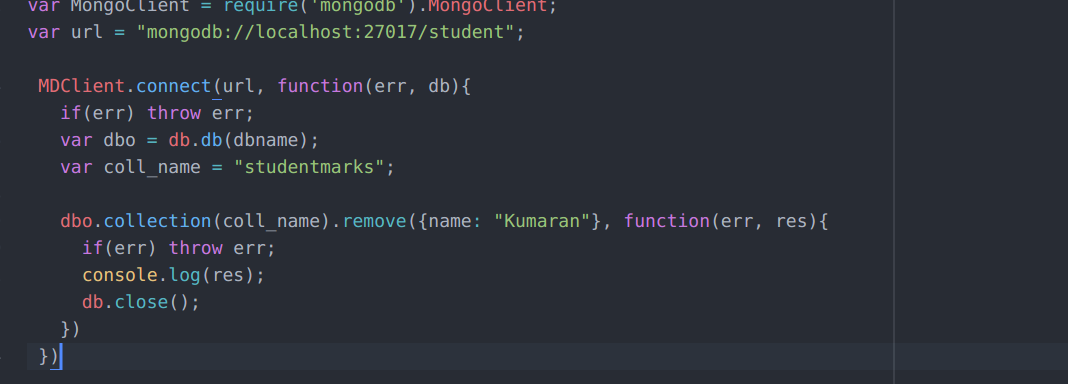 var MongoClient = require('mongodb').MongoClient;
var url = "mongodb://localhost:27017/student";
MDClient.connect(url, function(err, db){
if(err) throw err;
var dbo = db.db(dbname);
var coll_name = "studentmarks";
dbo.collection(coll_name).remove({name: "Kumaran"}, function(err, res){
if(err) throw err;
console.log(res);
db.close();
})
})